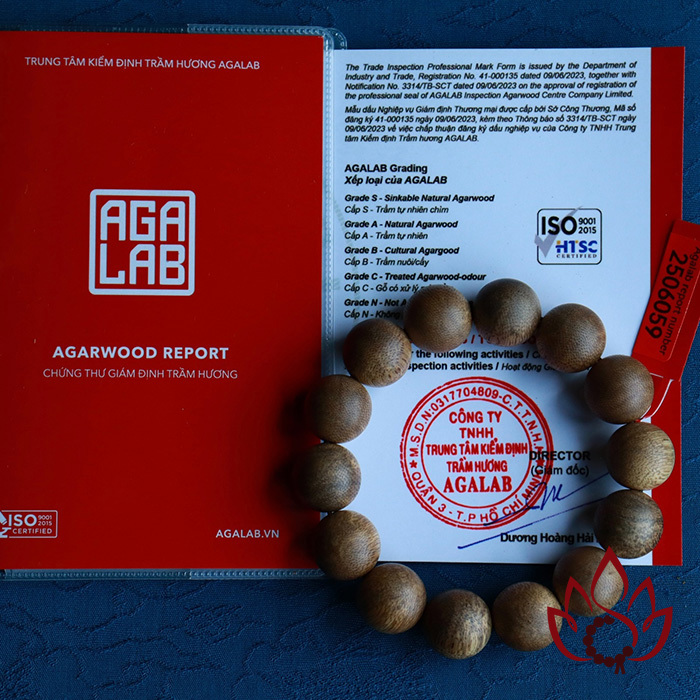 TRUNG TÂM KIỂM ĐỊNH TRẦM HƯƠNG AGALAB
AGA
LAB
AGARWOOD REPORT
CHỨNG THƯ GIÁM ĐỊNH TRẦM HƯƠNG
ISO 9001
2015
CERTIFIED
AGALAB.VN
The Trade Inspection Professional Mark Form is issued by the Department of
Industry and Trade, Registration No. 41-000135 dated 09/06/2023, together with
Notification No. 3314/TB-SCT dated 09/06/2023 on the approval of registration of
the professional seal of AGALAB Inspection Agarwood Centre Company Limited.
Mẫu dấu Nghiệp vụ Giám định Thương mại được cấp bởi Sở Công Thương, Mã số
đăng ký 41-000135 ngày 09/06/2023, kèm theo Thông báo số 3314/TB-SCT ngày
09/06/2023 về việc chấp thuận đăng ký dấu nghiệp vụ của Công ty TNHH Trung
tâm Kiểm định Trầm hương AGALAB.
AGALAB Grading
Xếp loại của AGALAB
Grade S - Sinkable Natural Agarwood
Cấp S - Trầm tự nhiên chìm
Grade A - Natural Agarwood
Cấp A - Trầm tự nhiên
Grade B - Cultural Agargood
Cấp B - Trầm nuôi/cấy
Grade C - Treated Agarwood-odour
Cấp C - Gỗ có xử lý
Grade N - Not
Cấp N - Không
ISO 9001
2015
HTSC
CERTIFIED
Agalab report number
2506059
the following activities /
activities / Hoạt động
M.S.D.N:0317704809-C.T.T.N.H.H
CÔNG TY
TNHH
TRUNG TÂM KIỂM ĐỊNH
TRẦM HƯƠNG
AGALAB
QUẬN 3 - T.P HỒ CHÍ MINH
DIRECTOR
(Giám đốc)
Dương Hoàng Hải